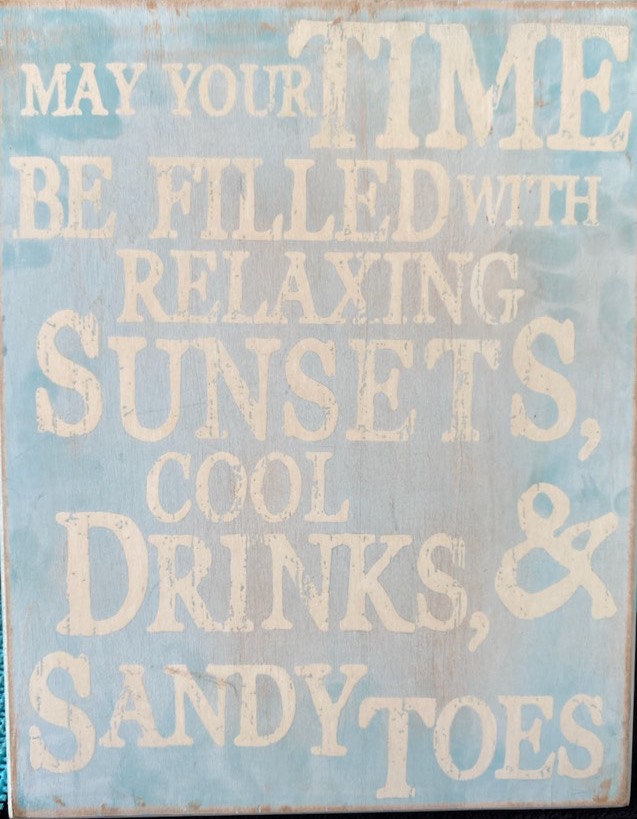 MAY YOUR TIME
BE FILLED WITH
RELAXING
SUNSETS,
COOL
DRINKS, &
SANDY TOES